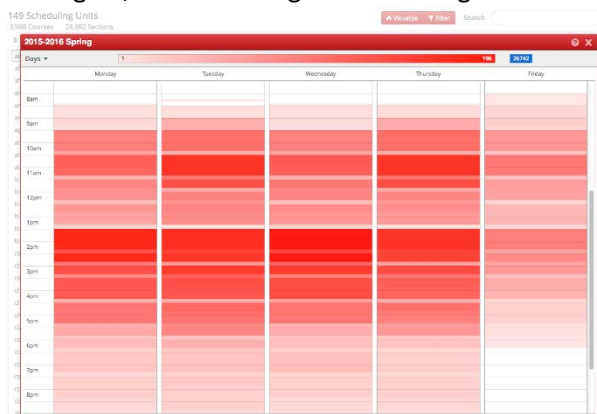 149 Scheduling Units
3,988 Courses 28,982 Sections
Visualize Filter Search
2015-2016 Spring
Days 1 196 26742
Monday Tuesday Wednesday Thursday Friday
8am
9am
10am
11am
12pm
1pm
2pm
3pm
4pm
5pm
6pm
7pm
8pm